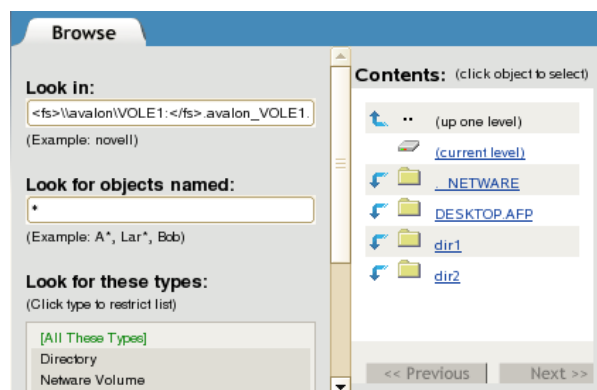 Browse
Look in:
<fs>\\avalon\VOLE1:</fs>.avalon_VOLE1.
(Example: novell)
Look for objects named:
*
(Example: A*, Lar*, Bob)
Look for these types:
(Click type to restrict list)
[All These Types]
Directory
Netware Volume
Contents: (click object to select)
.. (up one level)
(current level)
._NETWARE
DESKTOP.AFP
dir1
dir2
<< Previous
Next >>